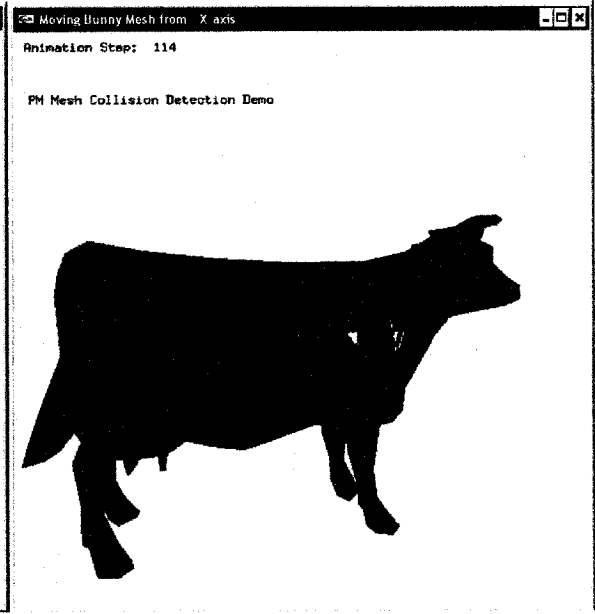 Moving Bunny Mesh from X axis
Animation Step: 114
PM Mesh Collision Detection Demo